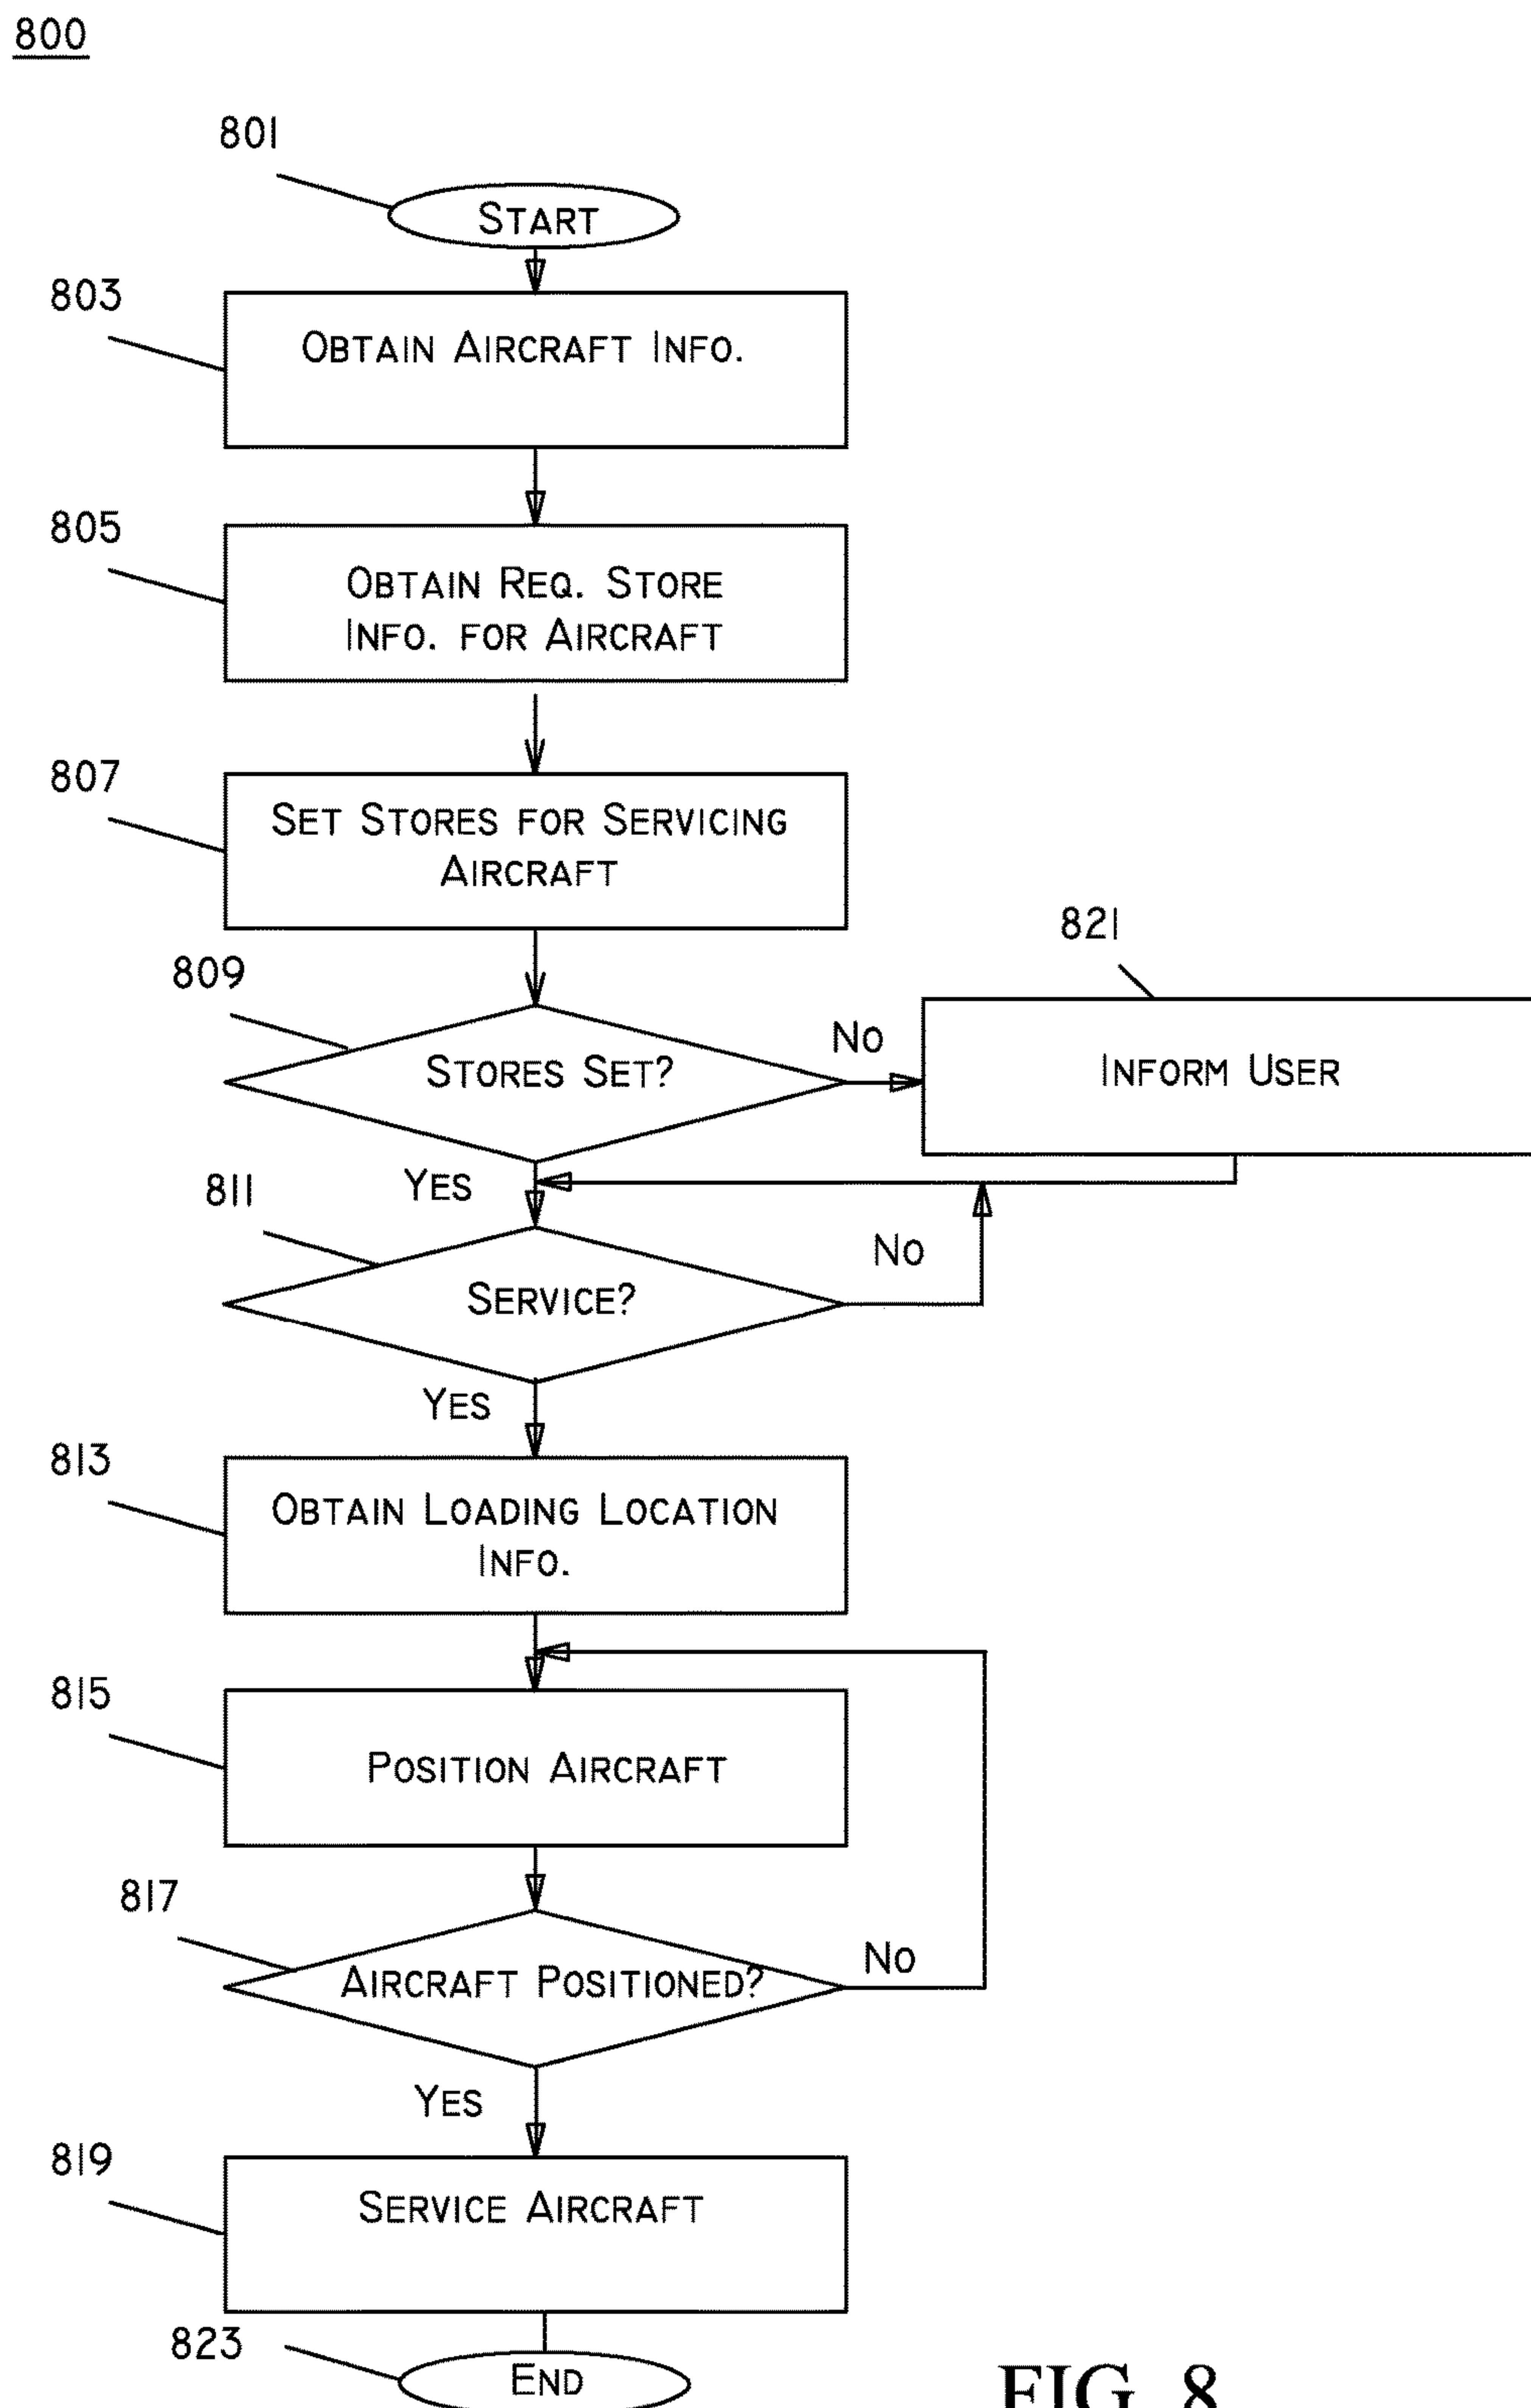 800
801
START
803
OBTAIN AIRCRAFT INFO.
805
OBTAIN REQ. STORE
INFO. FOR AIRCRAFT
807
SET STORES FOR SERVICING
AIRCRAFT
809
STORES SET?
NO
821
INFORM USER
YES
811
SERVICE?
NO
YES
813
OBTAIN LOADING LOCATION
INFO.
815
POSITION AIRCRAFT
817
AIRCRAFT POSITIONED?
NO
YES
819
SERVICE AIRCRAFT
823
END
FIG. 8